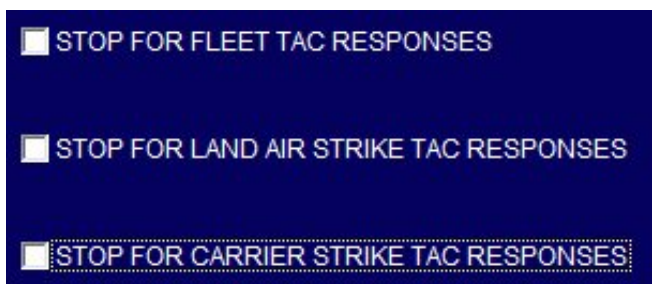 STOP FOR FLEET TAC RESPONSES
STOP FOR LAND AIR STRIKE TAC RESPONSES
STOP FOR CARRIER STRIKE TAC RESPONSES